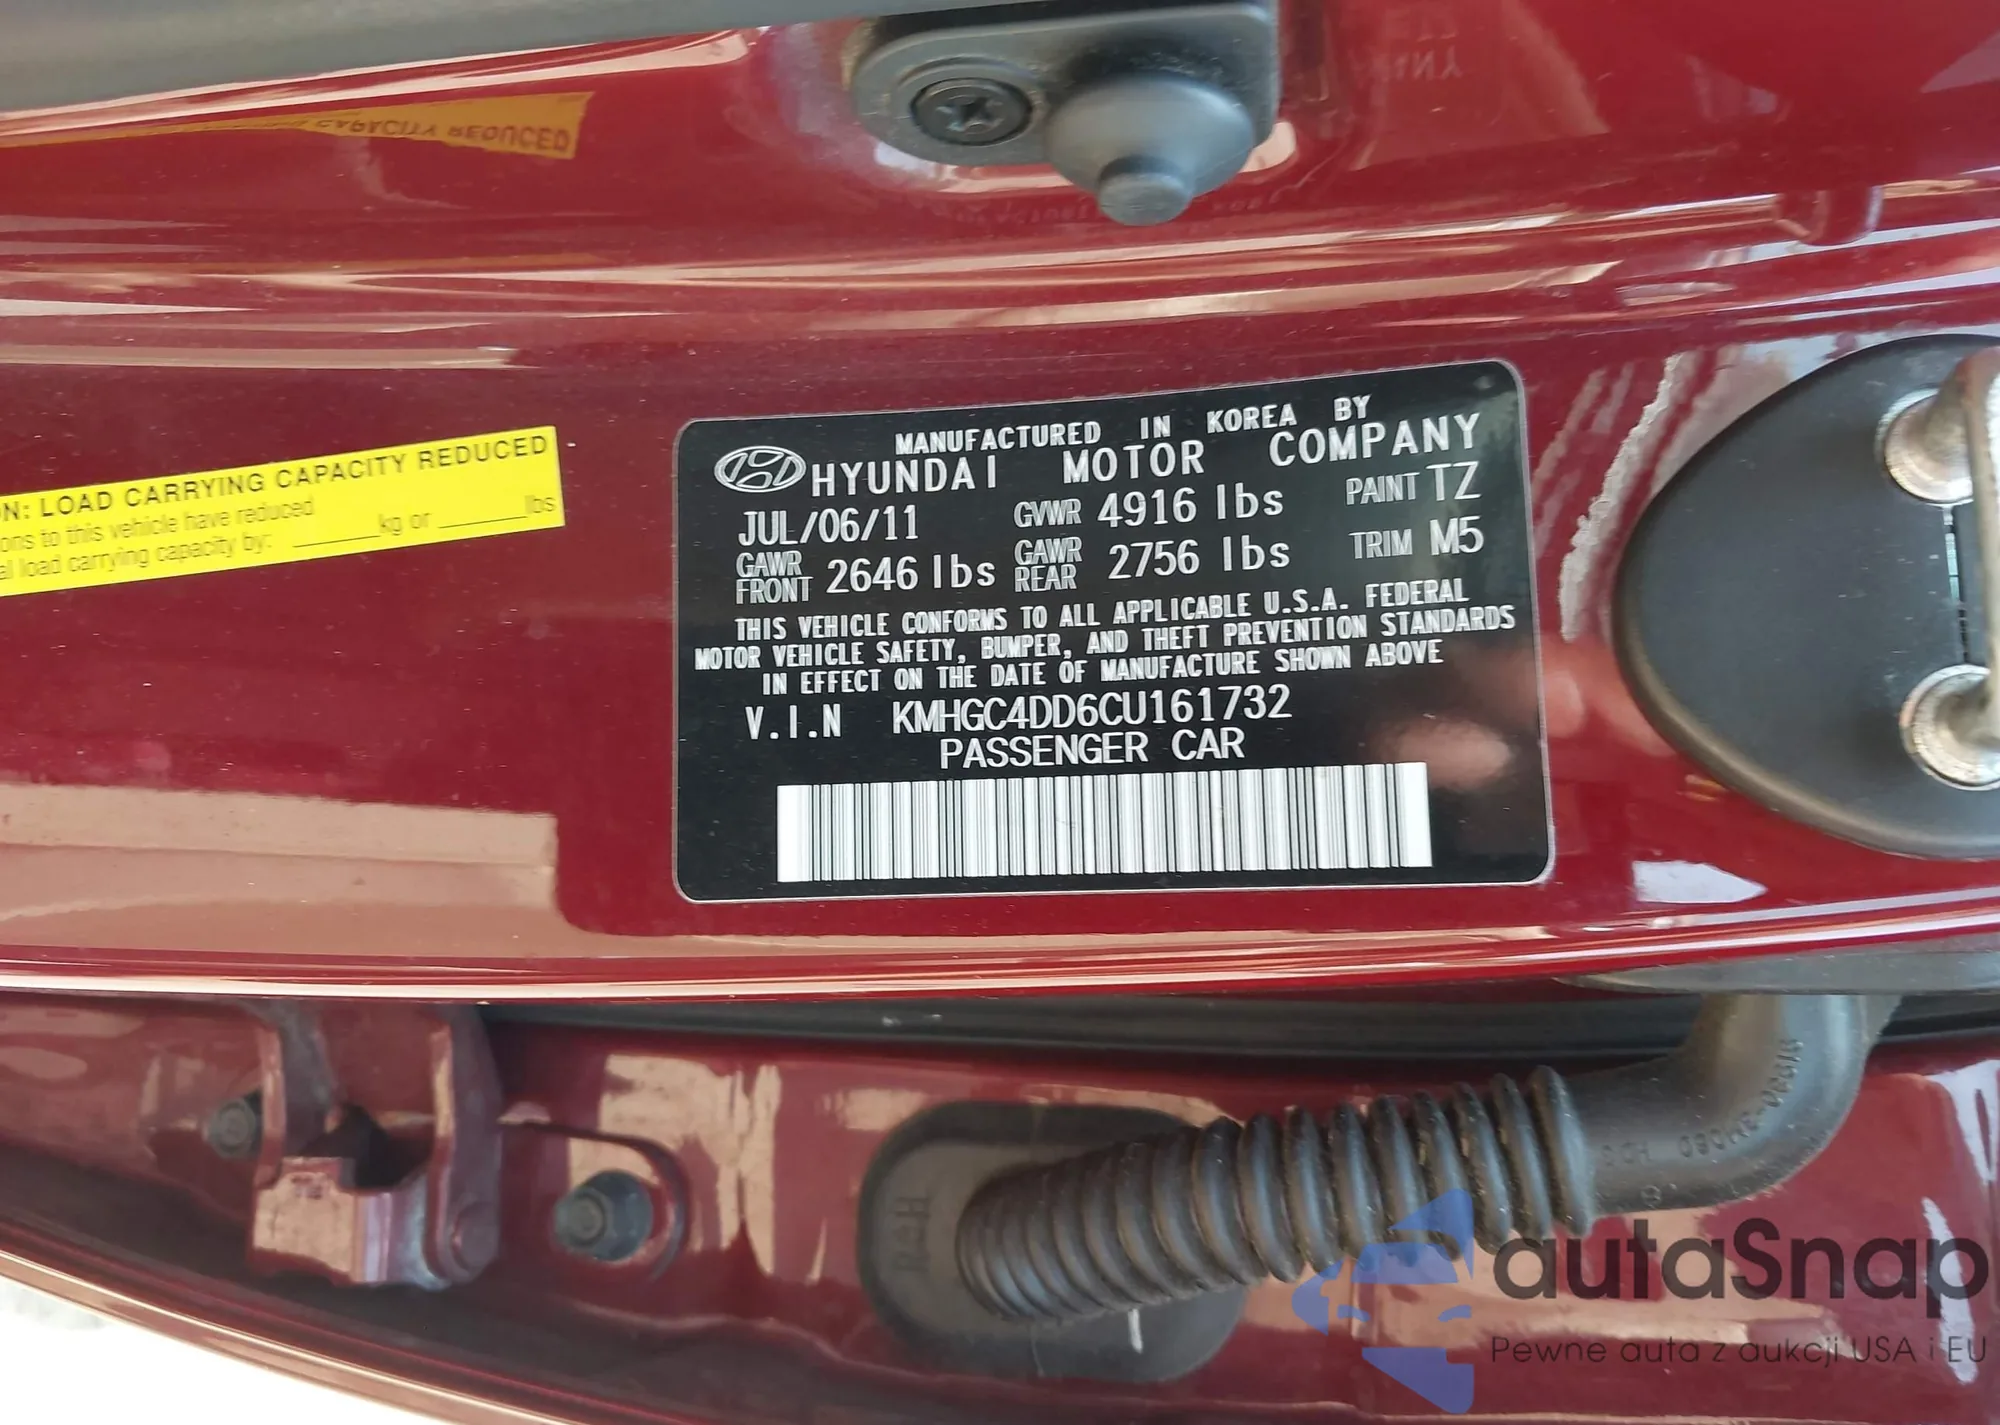 CAPACITY REDUCED
MANUFACTURED IN KOREA BY
HYUNDAI MOTOR COMPANY
JUL/06/11 GVWR 4916 lbs PAINT TZ
GAWR FRONT 2646 lbs GAWR REAR 2756 lbs TRIM M5
THIS VEHICLE CONFORMS TO ALL APPLICABLE U.S.A. FEDERAL
MOTOR VEHICLE SAFETY, BUMPER, AND THEFT PREVENTION STANDARDS
IN EFFECT ON THE DATE OF MANUFACTURE SHOWN ABOVE
V.I.N KMHGC4DD6CU161732
PASSENGER CAR
ON: LOAD CARRYING CAPACITY REDUCED
ons to this vehicle have reduced
al load carrying capacity by: ______kg or ______lbs
autaSnap
Pewne auta z aukcji USA i EU